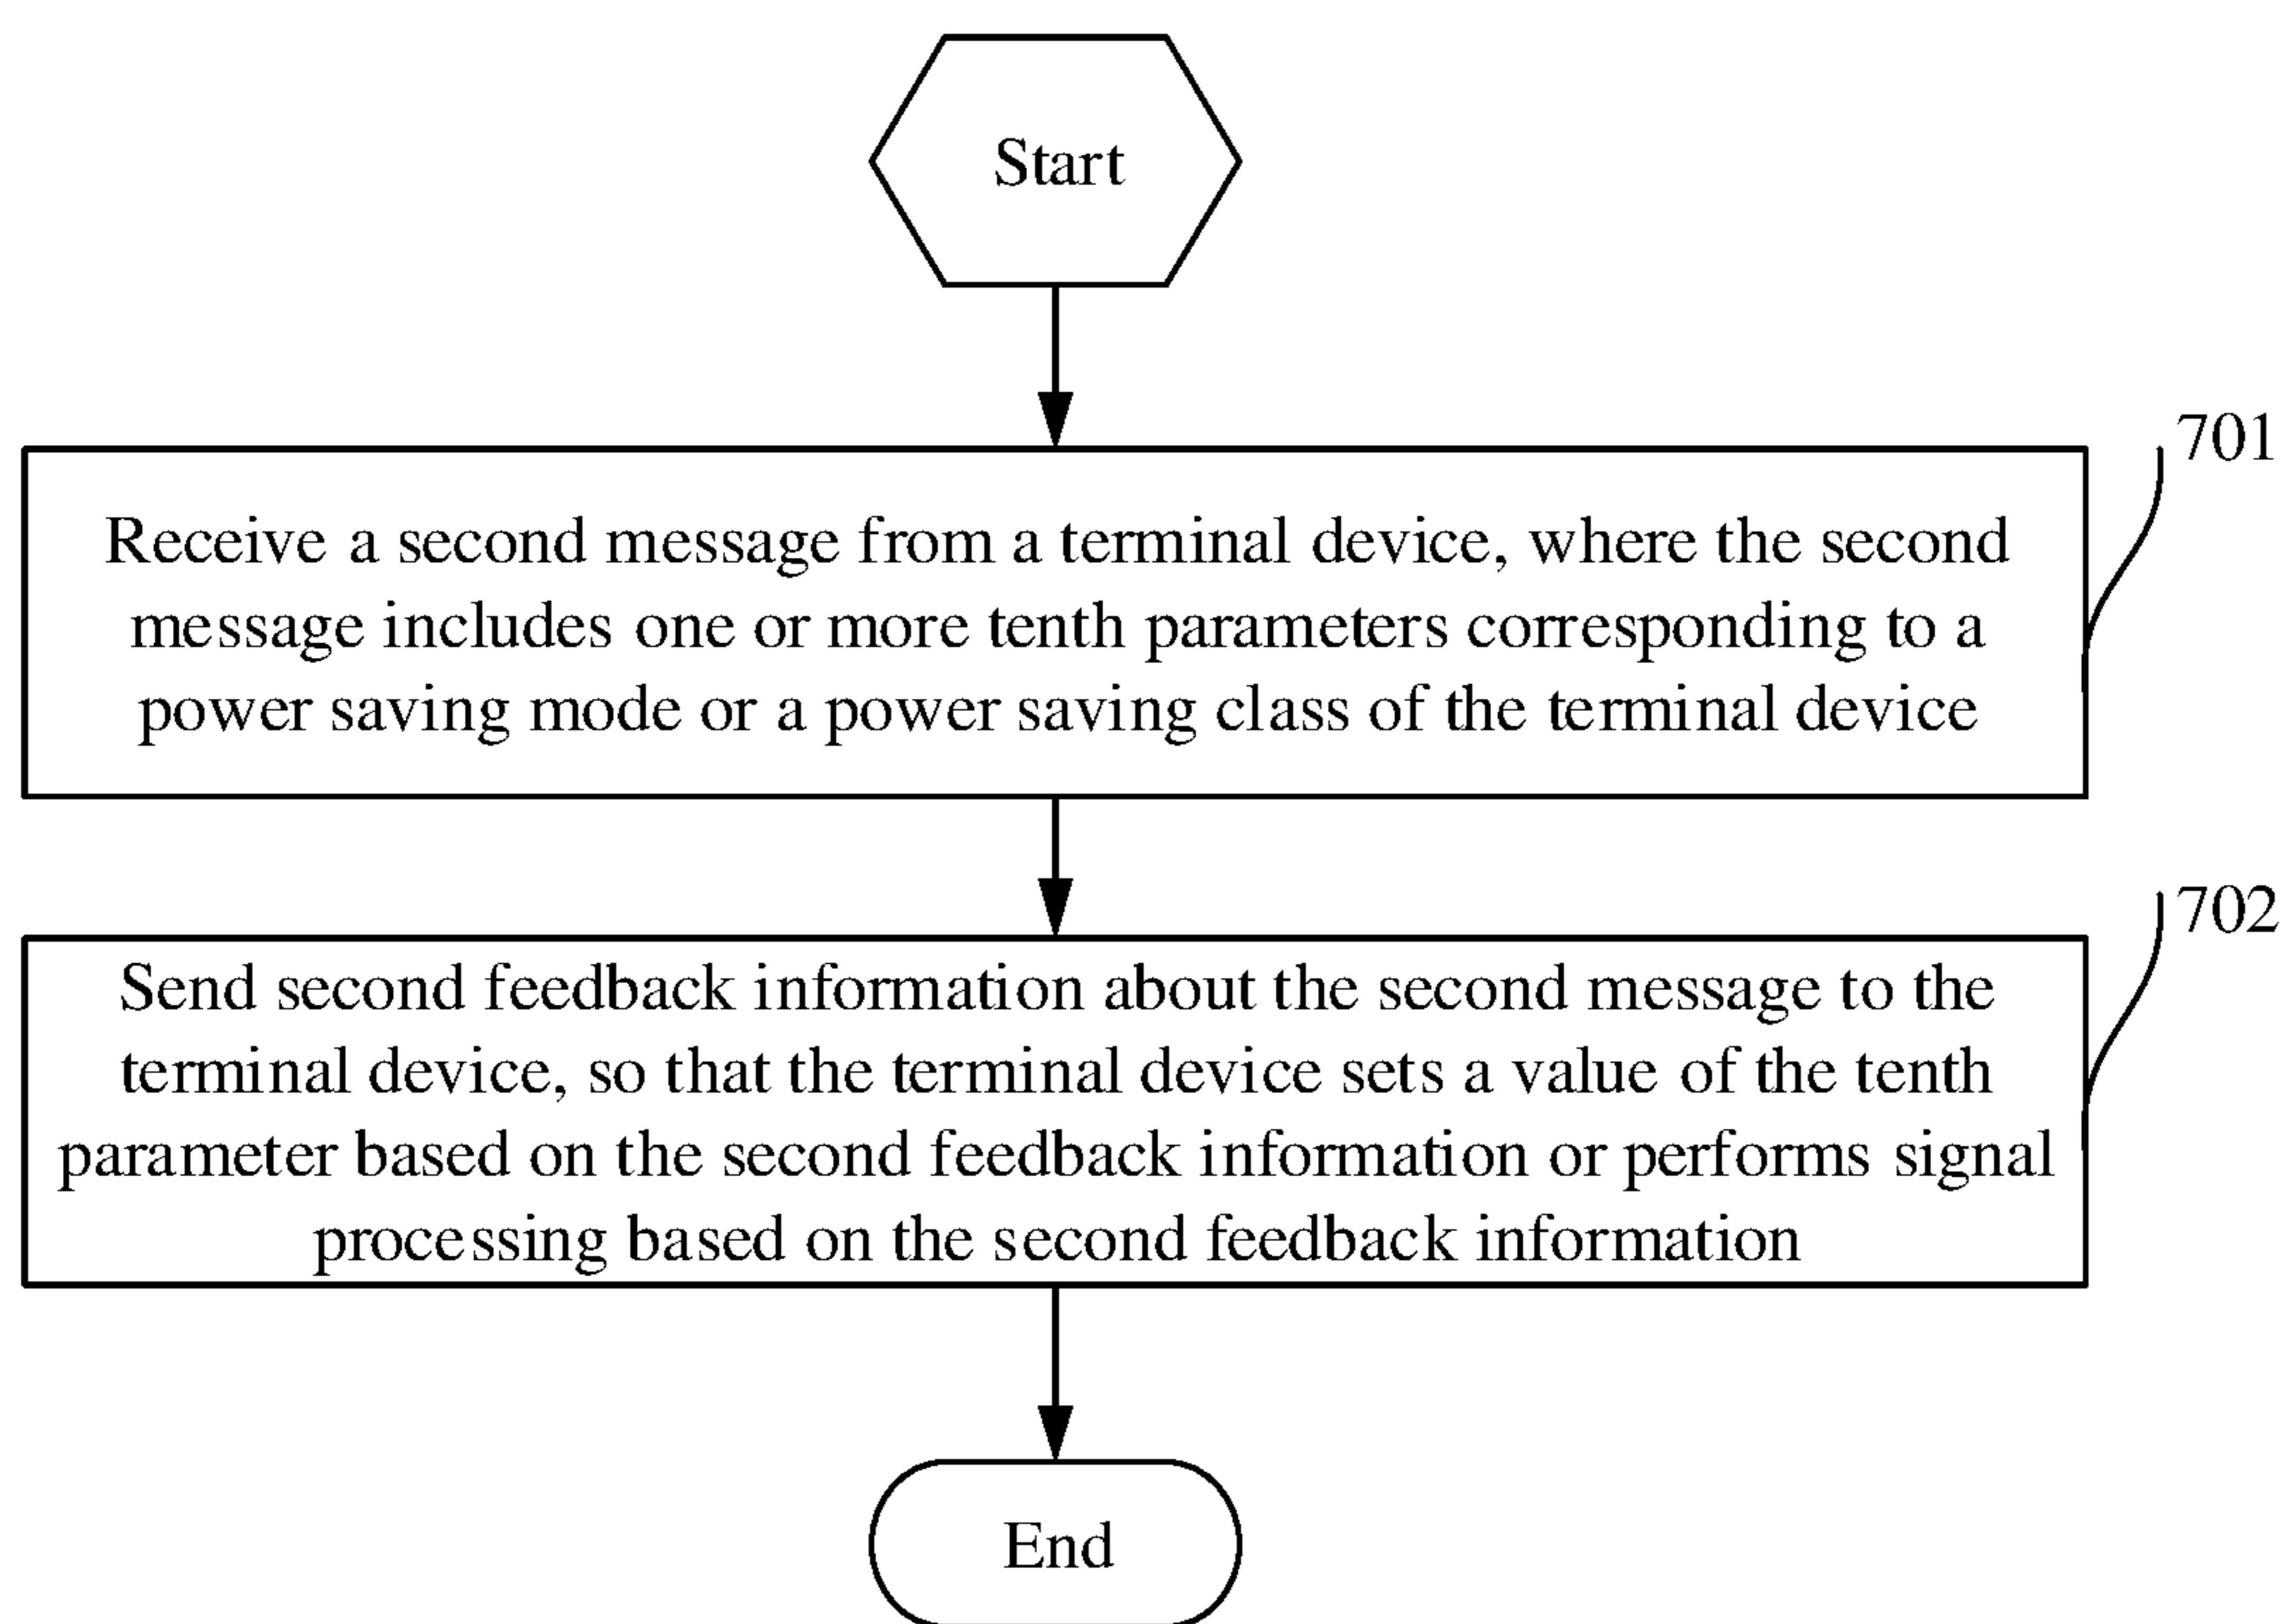 Start
701
Receive a second message from a terminal device, where the second
message includes one or more tenth parameters corresponding to a
power saving mode or a power saving class of the terminal device
702
Send second feedback information about the second message to the
terminal device, so that the terminal device sets a value of the tenth
parameter based on the second feedback information or performs signal
processing based on the second feedback information
End